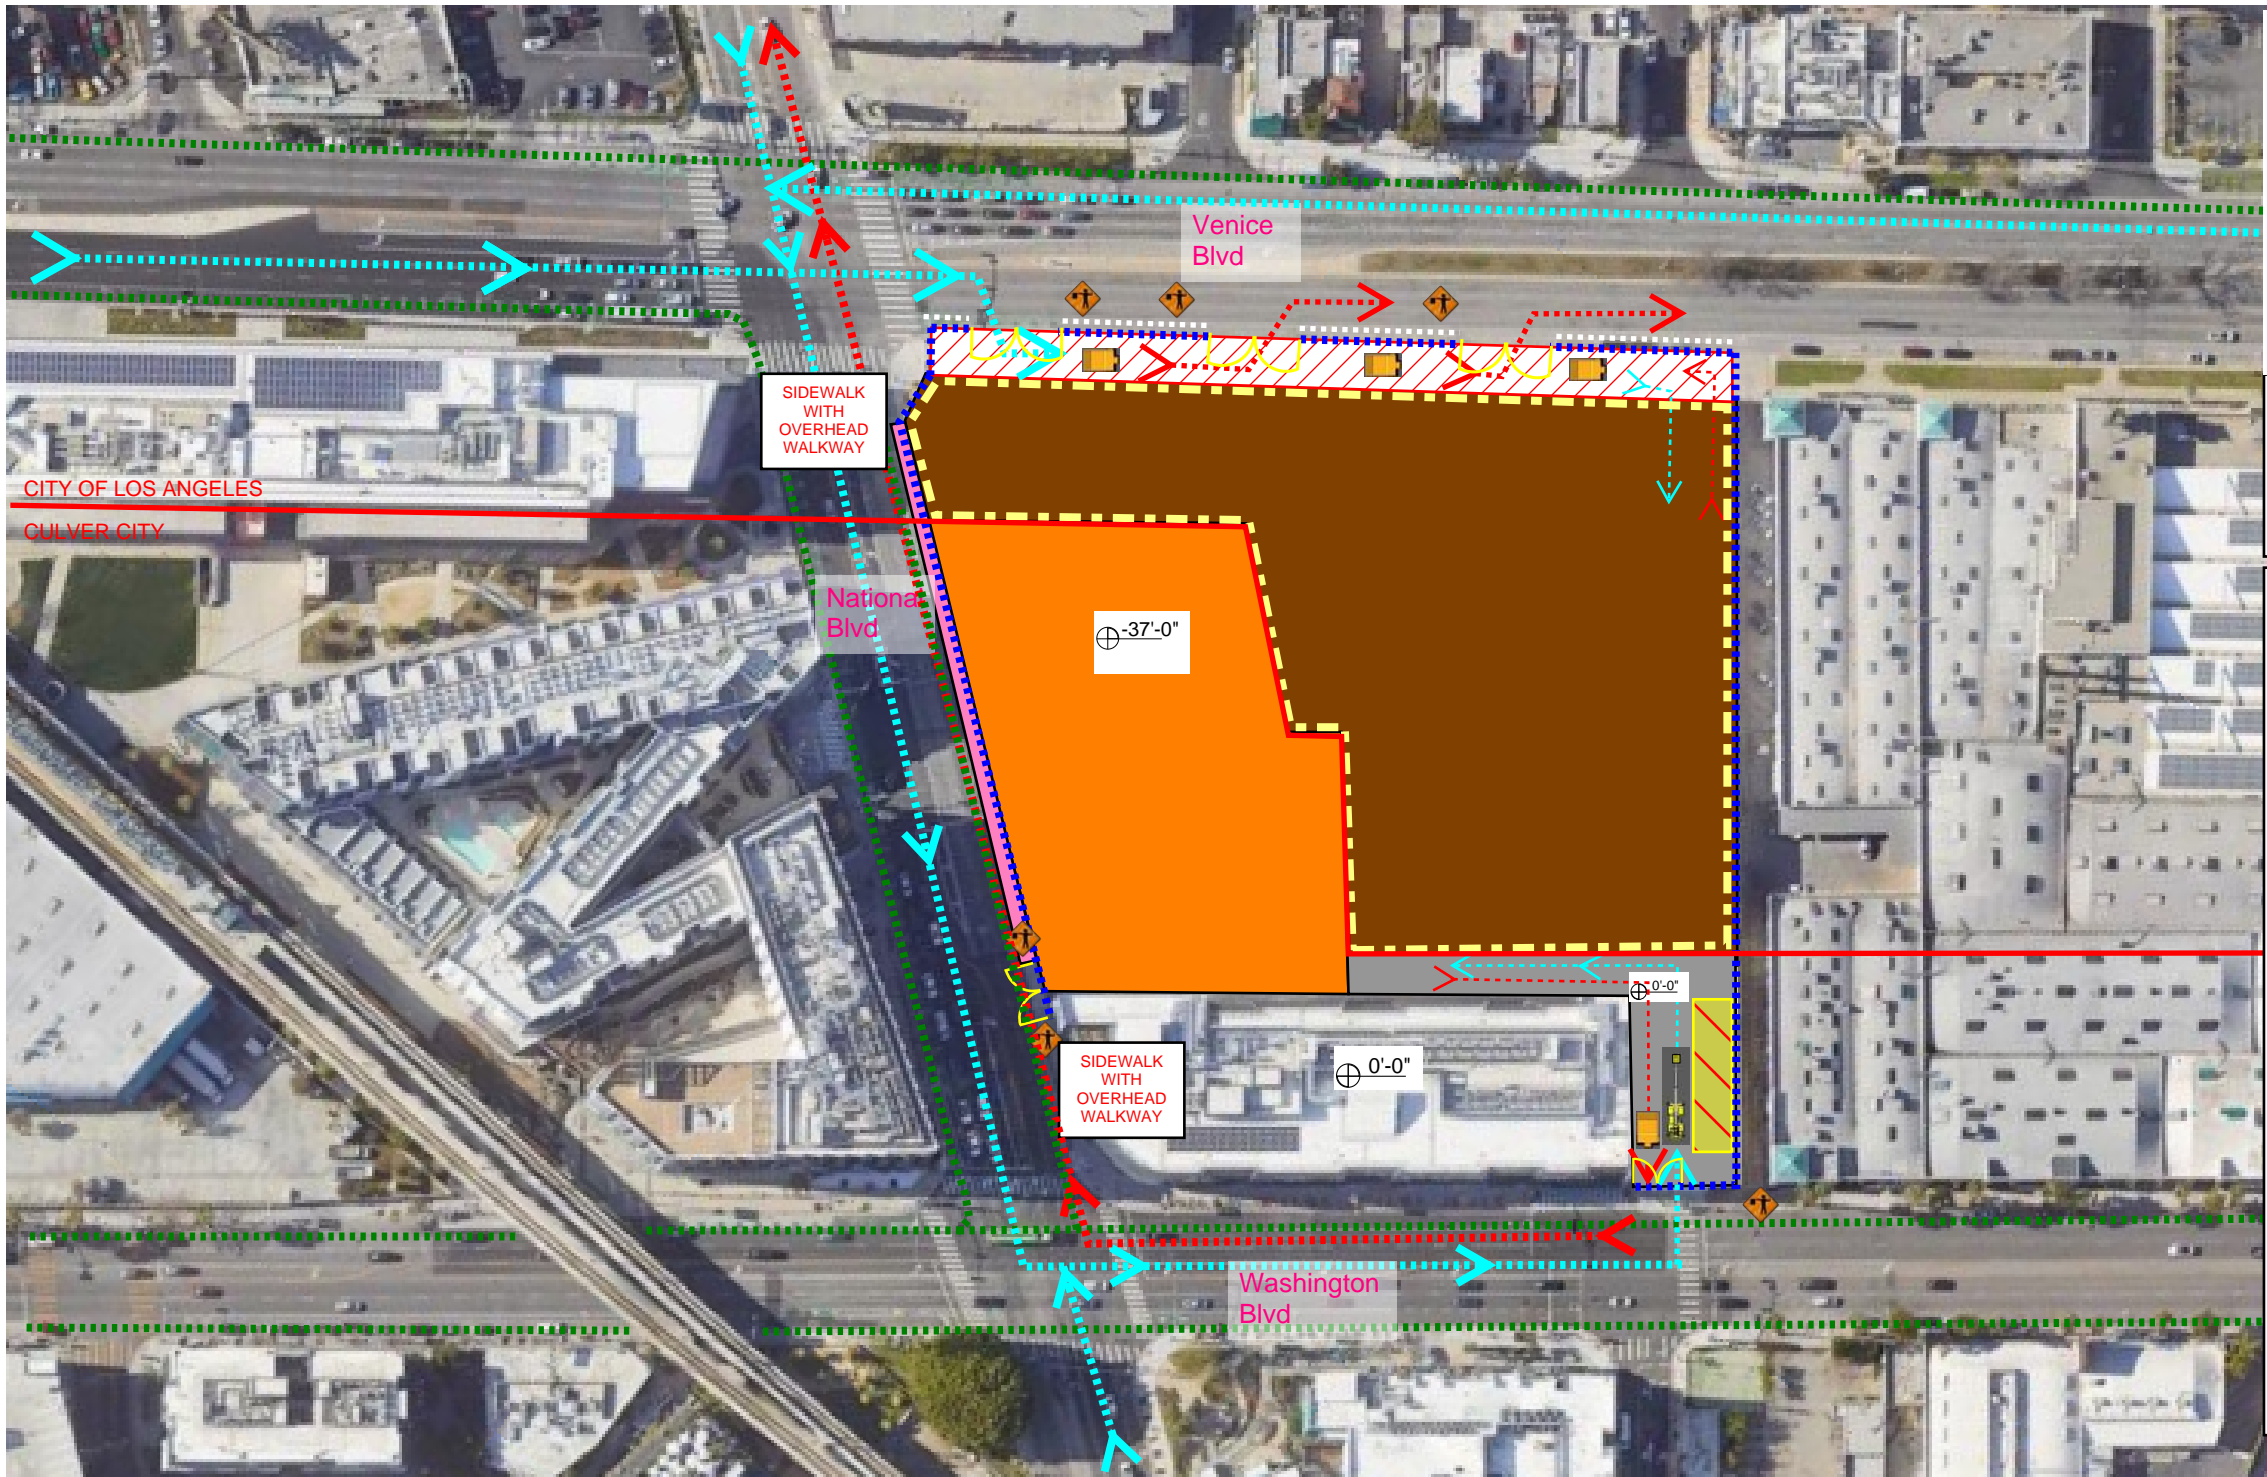 Venice
Blvd
SIDEWALK
WITH
OVERHEAD
WALKWAY
CITY OF LOS ANGELES
CULVER CITY
National
Blvd
-37'-0"
0'-0"
0'-0"
SIDEWALK
WITH
OVERHEAD
WALKWAY
Washington
Blvd